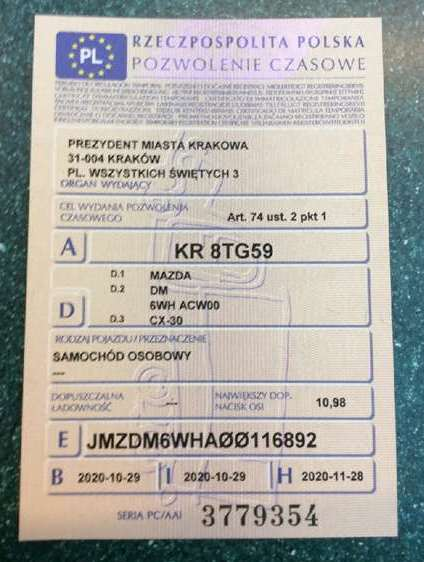 PL
RZECZPOSPOLITA POLSKA
POZWOLENIE CZASOWE
PREZYDENT MIASTA KRAKOWA
31-004 KRAKÓW
PL. WSZYSTKICH ŚWIĘTYCH 3
ORGAN WYDAJĄCY
CEL WYDANIA POZWOLENIA
CZASOWEGO
Art. 74 ust. 2 pkt 1
A KR 8TG59
D
D.1 MAZDA
D.2 DM
6WH ACW00
D.3 CX-30
RODZAJ POJAZDU / PRZEZNACZENIE
SAMOCHÓD OSOBOWY
---
DOPUSZCZALNA
ŁADOWNOŚĆ
---
NAJWIĘKSZY DOP.
NACISK OSI
10,98
E JMZDM6WHAØØ116892
B 2020-10-29 I 2020-10-29 H 2020-11-28
SERIA PC/AAI 3779354